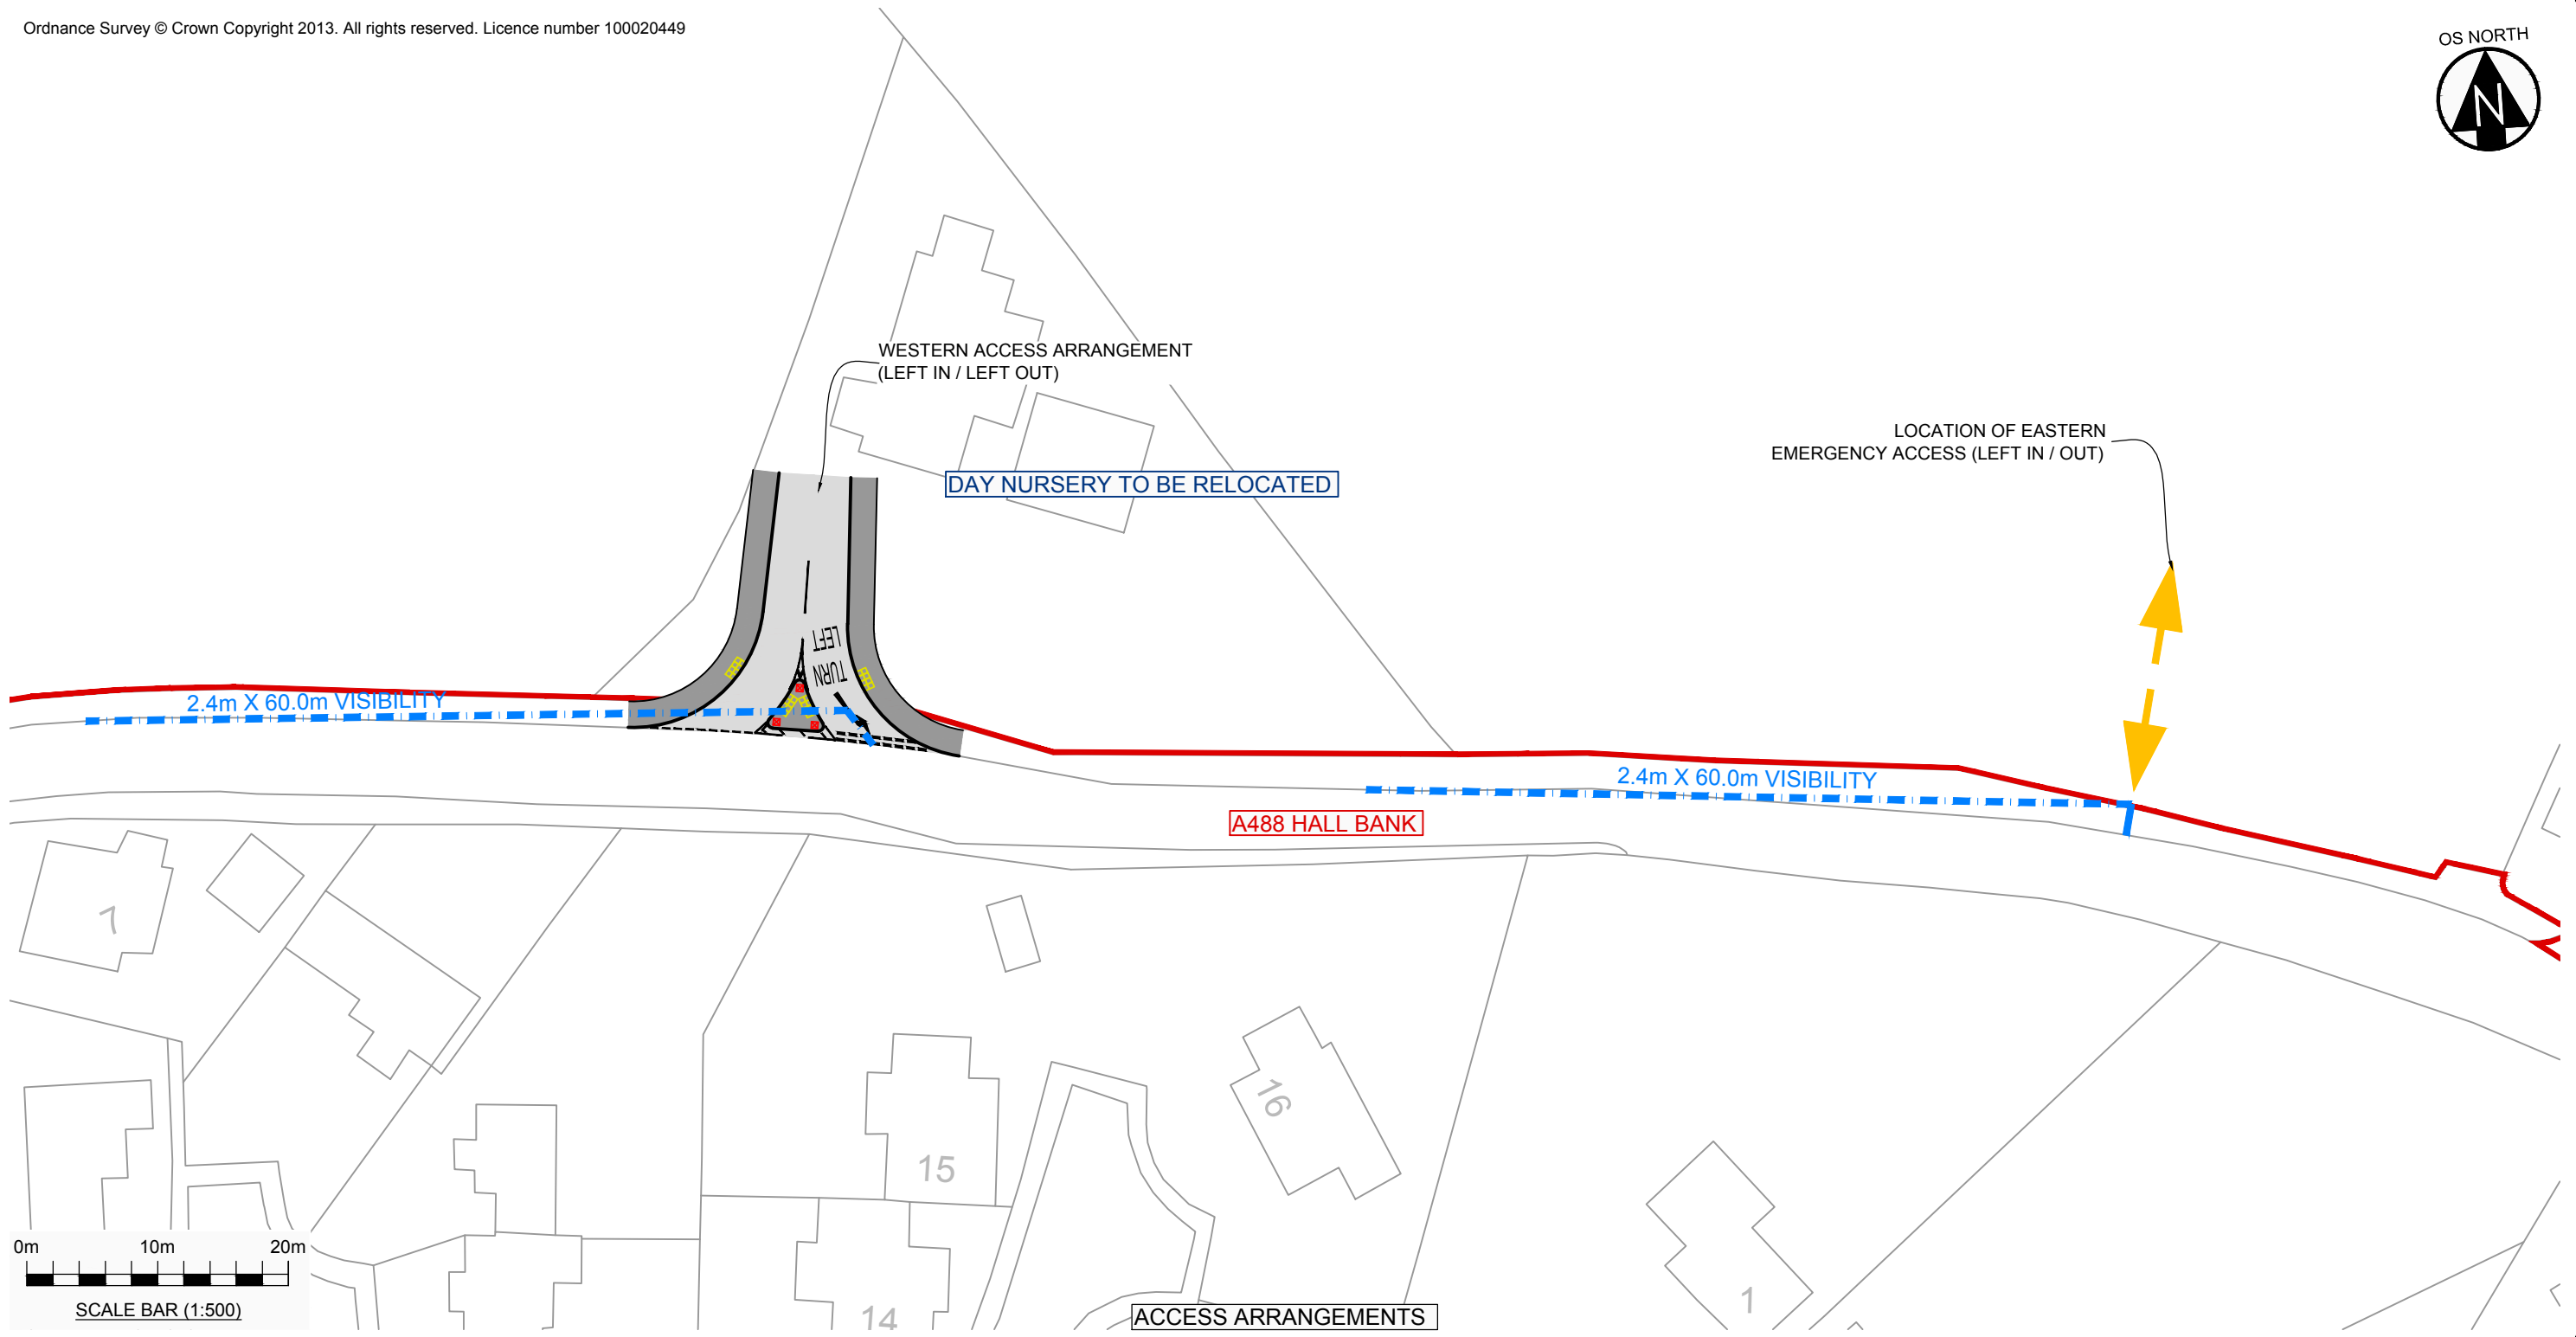 Ordnance Survey © Crown Copyright 2013. All rights reserved. Licence number 100020449
OS NORTH
N
WESTERN ACCESS ARRANGEMENT
(LEFT IN / LEFT OUT)
LOCATION OF EASTERN
EMERGENCY ACCESS (LEFT IN / OUT)
DAY NURSERY TO BE RELOCATED
TURN
LEFT
2.4m X 60.0m VISIBILITY
2.4m X 60.0m VISIBILITY
A488 HALL BANK
7
16
15
14
1
0m 10m 20m
SCALE BAR (1:500)
ACCESS ARRANGEMENTS